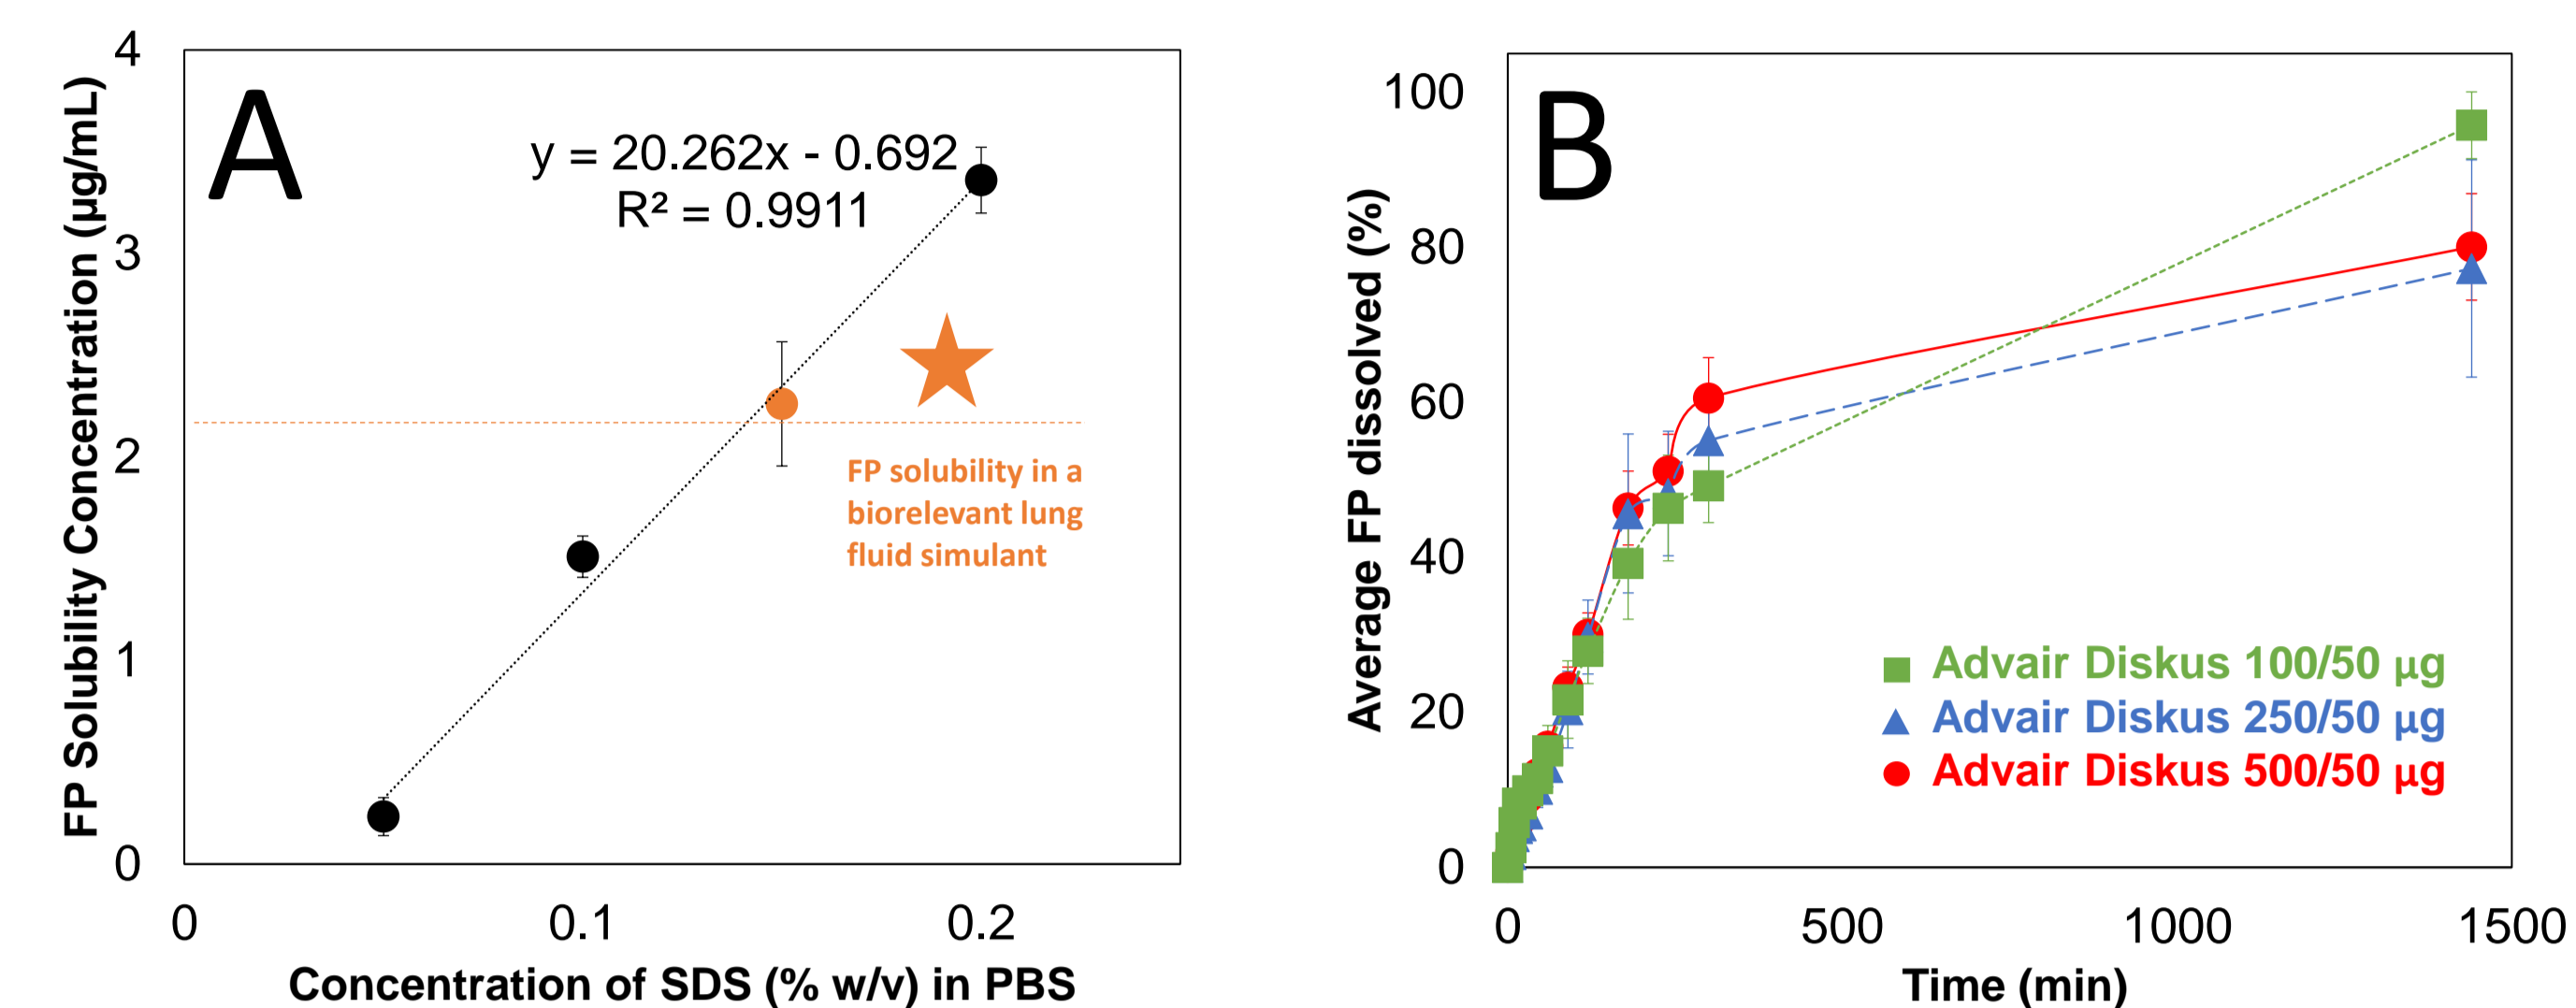 A
FP Solubility Concentration (µg/mL)
4
3
2
1
0
y = 20.262x - 0.692
R² = 0.9911
FP solubility in a
biorelevant lung
fluid simulant
0 0.1 0.2
Concentration of SDS (% w/v) in PBS
B
Average FP dissolved (%)
100
80
60
40
20
0
Advair Diskus 100/50 µg
Advair Diskus 250/50 µg
Advair Diskus 500/50 µg
0 500 1000 1500
Time (min)